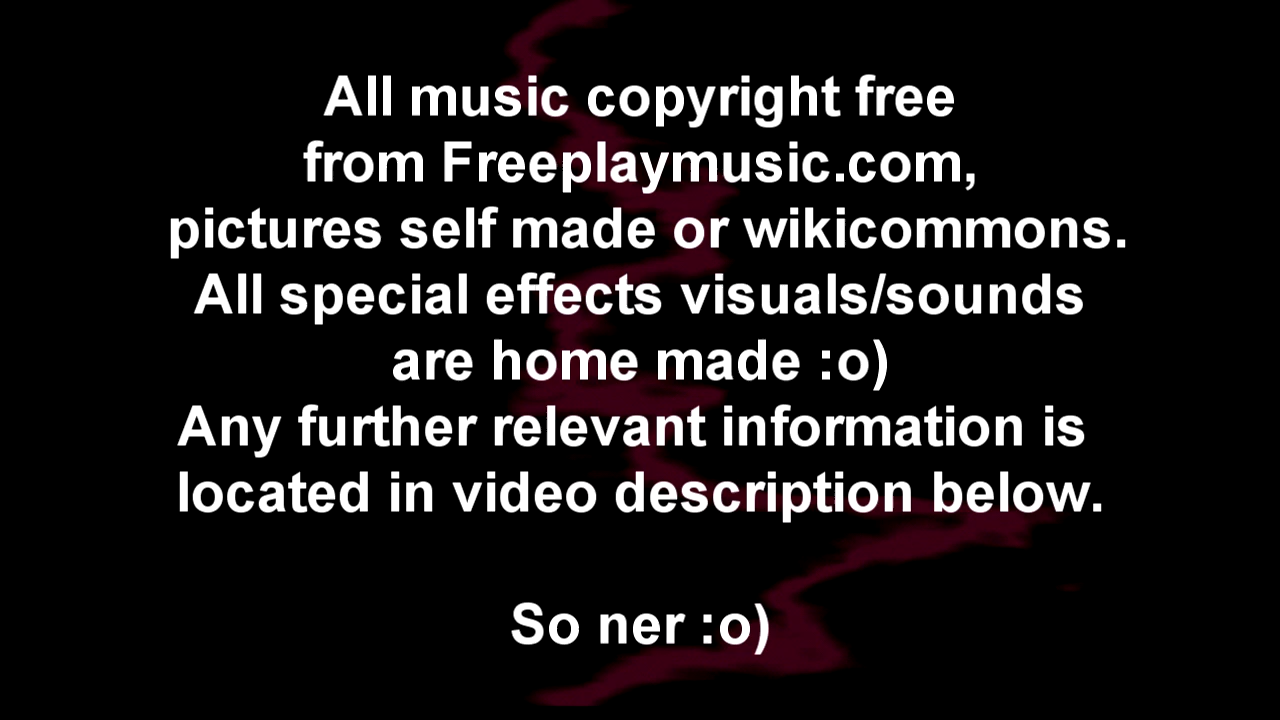 All music copyright free
from Freeplaymusic.com,
pictures self made or wikicommons.
All special effects visuals/sounds
are home made :o)
Any further relevant information is
located in video description below.
So ner :o)